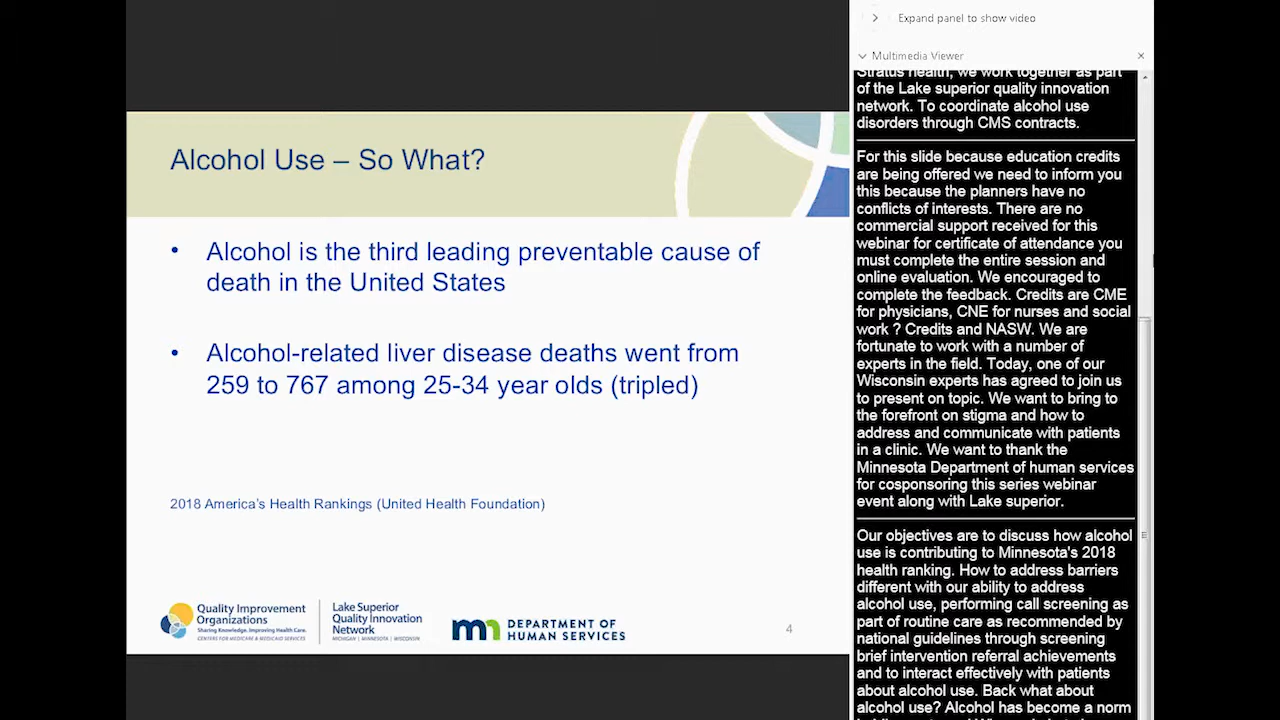 Alcohol Use – So What?
• Alcohol is the third leading preventable cause of
death in the United States
• Alcohol-related liver disease deaths went from
259 to 767 among 25-34 year olds (tripled)
2018 America's Health Rankings (United Health Foundation)
Quality Improvement
Organizations
Sharing Knowledge. Improving Health Care.
CENTERS FOR MEDICARE & MEDICAID SERVICES
Lake Superior
Quality Innovation
Network
MICHIGAN | MINNESOTA | WISCONSIN
mn DEPARTMENT OF
HUMAN SERVICES
4
Expand panel to show video
Multimedia Viewer
Stratus health, we work together as part
of the Lake superior quality innovation
network. To coordinate alcohol use
disorders through CMS contracts.
For this slide because education credits
are being offered we need to inform you
this because the planners have no
conflicts of interests. There are no
commercial support received for this
webinar for certificate of attendance you
must complete the entire session and
online evaluation. We encouraged to
complete the feedback. Credits are CME
for physicians, CNE for nurses and social
work ? Credits and NASW. We are
fortunate to work with a number of
experts in the field. Today, one of our
Wisconsin experts has agreed to join us
to present on topic. We want to bring to
the forefront on stigma and how to
address and communicate with patients
in a clinic. We want to thank the
Minnesota Department of human services
for cosponsoring this series webinar
event along with Lake superior.
Our objectives are to discuss how alcohol
use is contributing to Minnesota's 2018
health ranking. How to address barriers
different with our ability to address
alcohol use, performing call screening as
part of routine care as recommended by
national guidelines through screening
brief intervention referral achievements
and to interact effectively with patients
about alcohol use. Back what about
alcohol use? Alcohol has become a norm